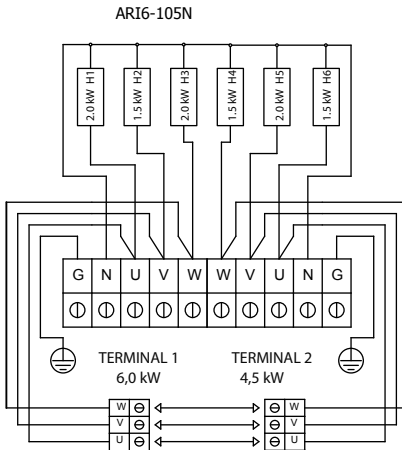 ARI6-105N
2.0 kW H1
1.5 kW H2
2.0 kW H3
1.5 kW H4
2.0 kW H5
1.5 kW H6
G N U V W W V U N G
TERMINAL 1
6,0 kW
TERMINAL 2
4,5 kW
W W
V V
U U